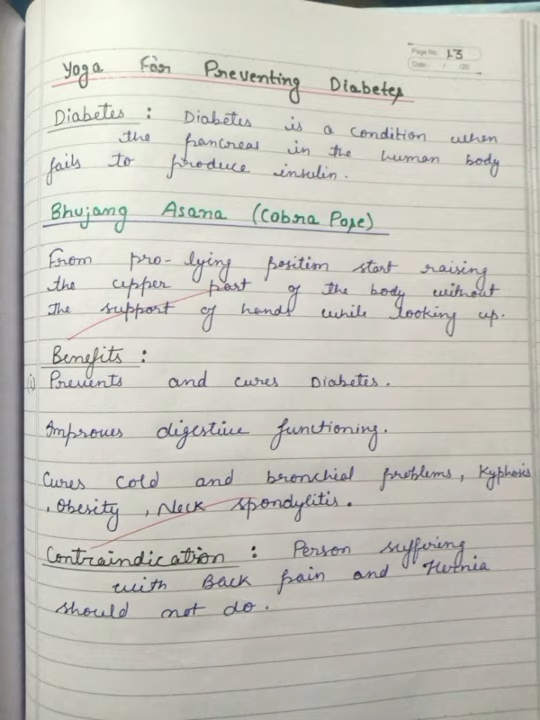 Page No. 13
Date: / /20
Yoga For Preventing Diabetes
Diabetes : Diabetes is a condition when
the pancreas in the human body
fails to produce insulin.
Bhujang Asana (Cobra Pose)
From pro-lying position start raising
the upper part of the body without
the support of hands while looking up.
Benefits :
(i) Prevents and cures Diabetes.
Improves digestive functioning.
Cures cold and bronchial problems, Kyphosis
, Obesity , Neck spondylitis.
Contraindication : Person suffering
with Back pain and Hernia
should not do.